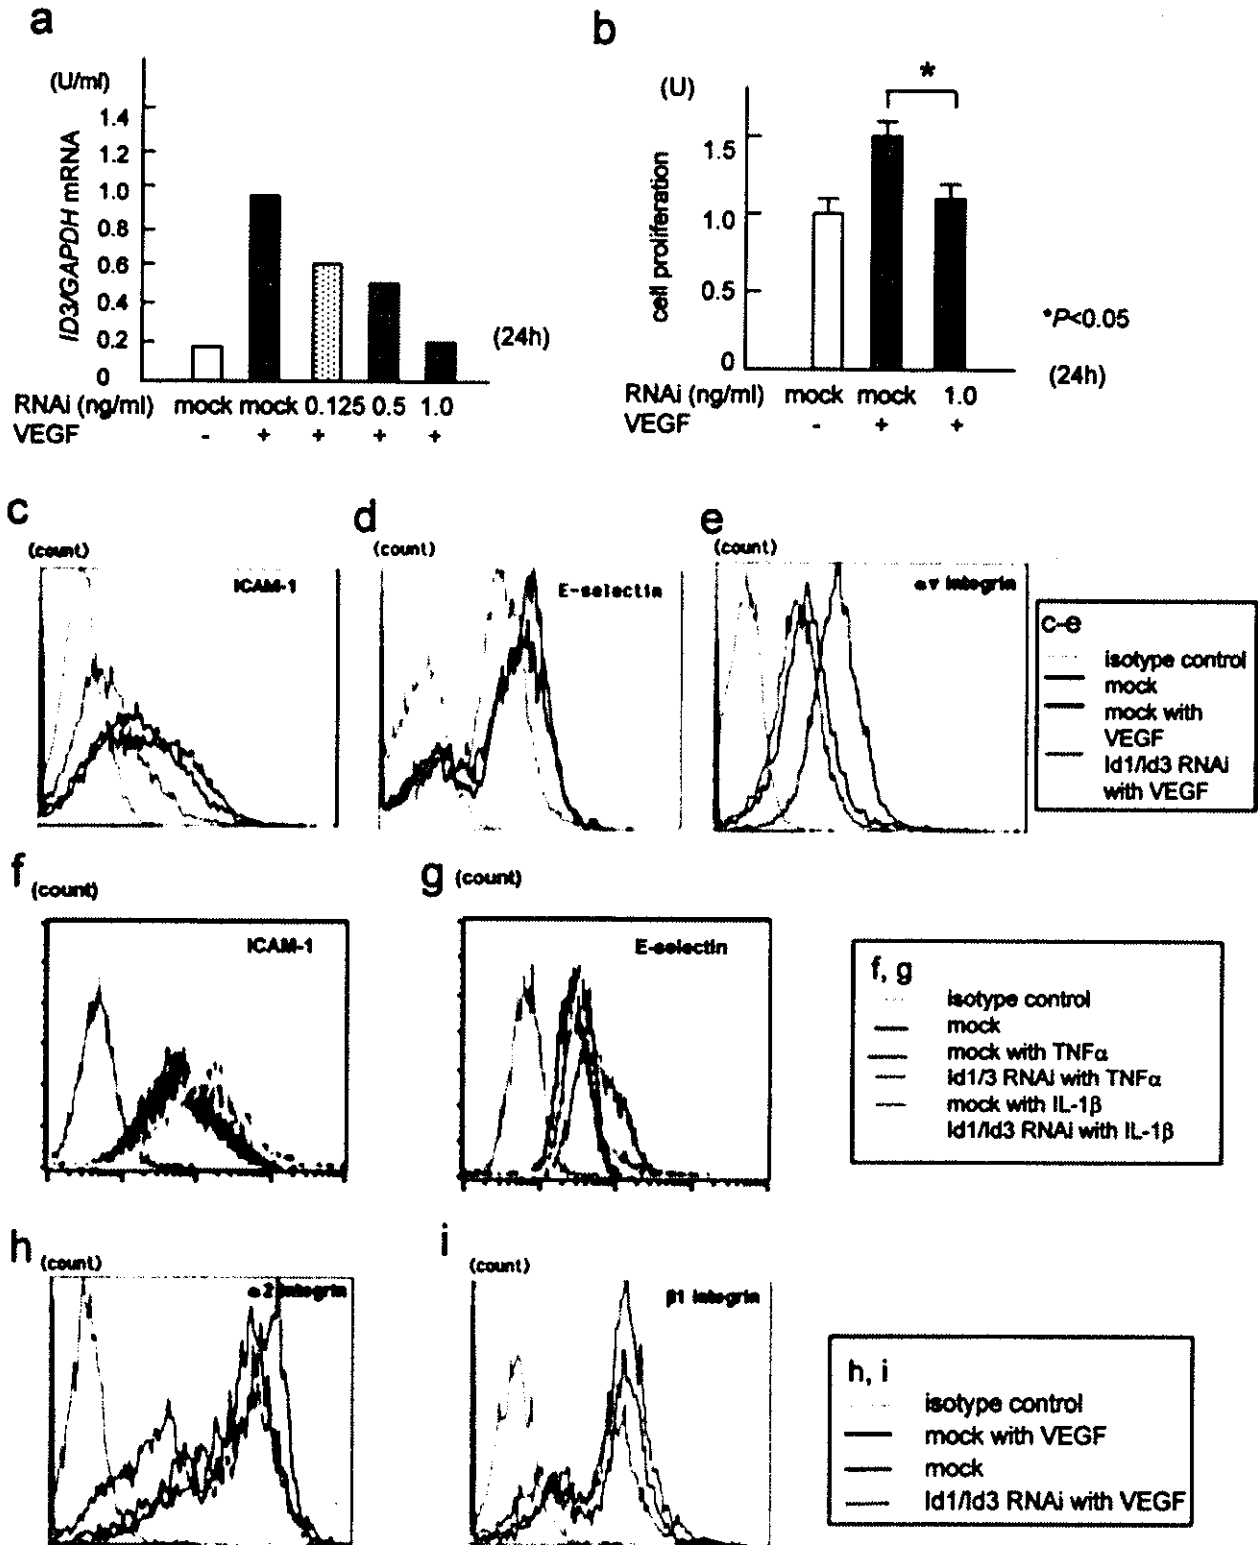 a
(U/ml)
1.4
1.2
1.0
0.8
0.6
0.4
0.2
0
ID3/GAPDH mRNA
(24h)
RNAi (ng/ml) mock mock 0.125 0.5 1.0
VEGF - + + + +
b
(U)
*
1.5
1.0
0.5
0
cell proliferation
*P<0.05
(24h)
RNAi (ng/ml) mock mock 1.0
VEGF - + +
c
(count)
ICAM-1
d
(count)
E-selectin
e
(count)
αv integrin
c-e
isotype control
mock
mock with
VEGF
Id1/Id3 RNAi
with VEGF
f
(count)
ICAM-1
g
(count)
E-selectin
f, g
isotype control
mock
mock with TNFα
Id1/3 RNAi with TNFα
mock with IL-1β
Id1/Id3 RNAi with IL-1β
h
(count)
α2 integrin
i
(count)
β1 integrin
h, i
isotype control
mock with VEGF
mock
Id1/Id3 RNAi with VEGF